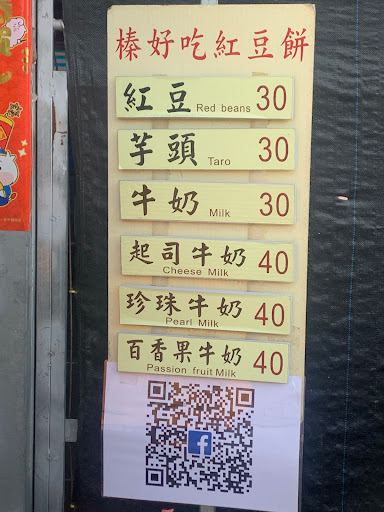 榛好吃紅豆餅
紅豆 Red beans 30
芋頭 Taro 30
牛奶 Milk 30
起司牛奶 40
Cheese Milk
珍珠牛奶 40
Pearl Milk
百香果牛奶 40
Passion fruit Milk
f